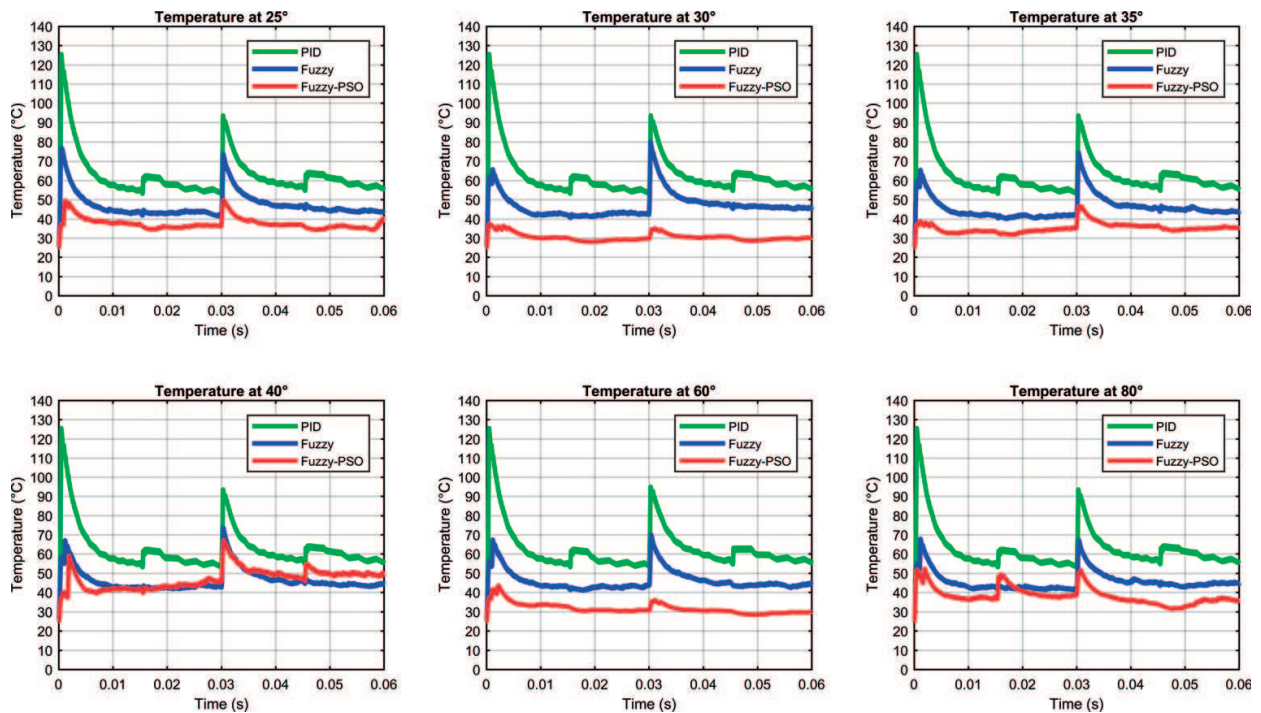 Temperature at 25°
140
130
120
110
100
90
80
70
60
50
40
30
20
10
0
Temperature (°C)
PID
Fuzzy
Fuzzy-PSO
0 0.01 0.02 0.03 0.04 0.05 0.06
Time (s)
Temperature at 30°
140
130
120
110
100
90
80
70
60
50
40
30
20
10
0
Temperature (°C)
PID
Fuzzy
Fuzzy-PSO
0 0.01 0.02 0.03 0.04 0.05 0.06
Time (s)
Temperature at 35°
140
130
120
110
100
90
80
70
60
50
40
30
20
10
0
Temperature (°C)
PID
Fuzzy
Fuzzy-PSO
0 0.01 0.02 0.03 0.04 0.05 0.06
Time (s)
Temperature at 40°
140
130
120
110
100
90
80
70
60
50
40
30
20
10
0
Temperature (°C)
PID
Fuzzy
Fuzzy-PSO
0 0.01 0.02 0.03 0.04 0.05 0.06
Time (s)
Temperature at 60°
140
130
120
110
100
90
80
70
60
50
40
30
20
10
0
Temperature (°C)
PID
Fuzzy
Fuzzy-PSO
0 0.01 0.02 0.03 0.04 0.05 0.06
Time (s)
Temperature at 80°
140
130
120
110
100
90
80
70
60
50
40
30
20
10
0
Temperature (°C)
PID
Fuzzy
Fuzzy-PSO
0 0.01 0.02 0.03 0.04 0.05 0.06
Time (s)